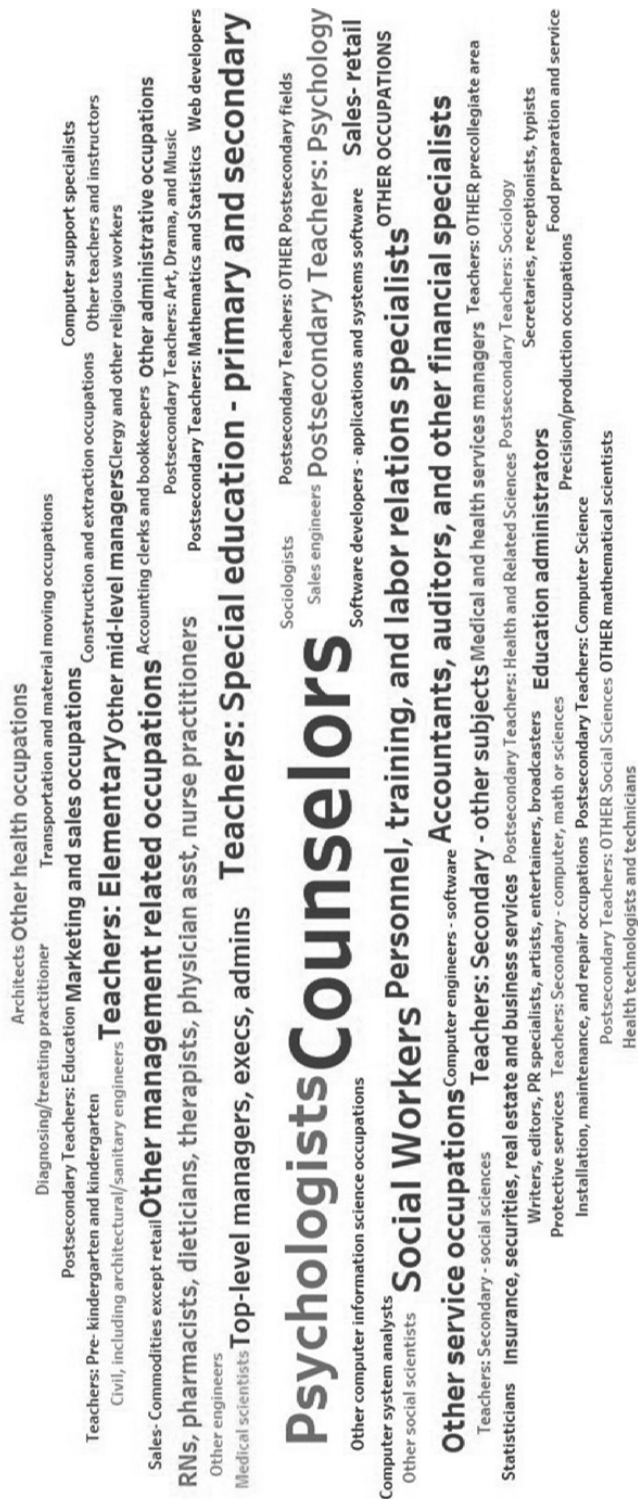 Architects Other health occupations
Diagnosing/treating practitioner
Transportation and material moving occupations
Postsecondary Teachers: Education Marketing and sales occupations
Computer support specialists
Teachers: Pre- kindergarten and kindergarten
Construction and extraction occupations
Other teachers and instructors
Civil, including architectural/sanitary engineers Teachers: Elementary Other mid-level managers Clergy and other religious workers
Sales- Commodities except retail Other management related occupations Accounting clerks and bookkeepers Other administrative occupations
Postsecondary Teachers: Art, Drama, and Music
RNs, pharmacists, dieticians, therapists, physician asst, nurse practitioners
Postsecondary Teachers: Mathematics and Statistics
Web developers
Other engineers
Medical scientists Top-level managers, execs, admins
Teachers: Special education - primary and secondary
Sociologists
Postsecondary Teachers: OTHER Postsecondary fields
Psychologists Counselors
Sales engineers Postsecondary Teachers: Psychology
Other computer information science occupations
Software developers - applications and systems software
Sales- retail
Computer system analysts
Other social scientists
Social Workers Personnel, training, and labor relations specialists
OTHER OCCUPATIONS
Other service occupations Computer engineers - software Accountants, auditors, and other financial specialists
Teachers: Secondary - social sciences
Teachers: Secondary - other subjects Medical and health services managers Teachers: OTHER precollegiate area
Statisticians
Insurance, securities, real estate and business services Postsecondary Teachers: Health and Related Sciences Postsecondary Teachers: Sociology
Writers, editors, PR specialists, artists, entertainers, broadcasters
Education administrators
Secretaries, receptionists, typists
Protective services Teachers: Secondary - computer, math or sciences
Precision/production occupations
Food preparation and service
Installation, maintenance, and repair occupations Postsecondary Teachers: Computer Science
Postsecondary Teachers: OTHER Social Sciences OTHER mathematical scientists
Health technologists and technicians